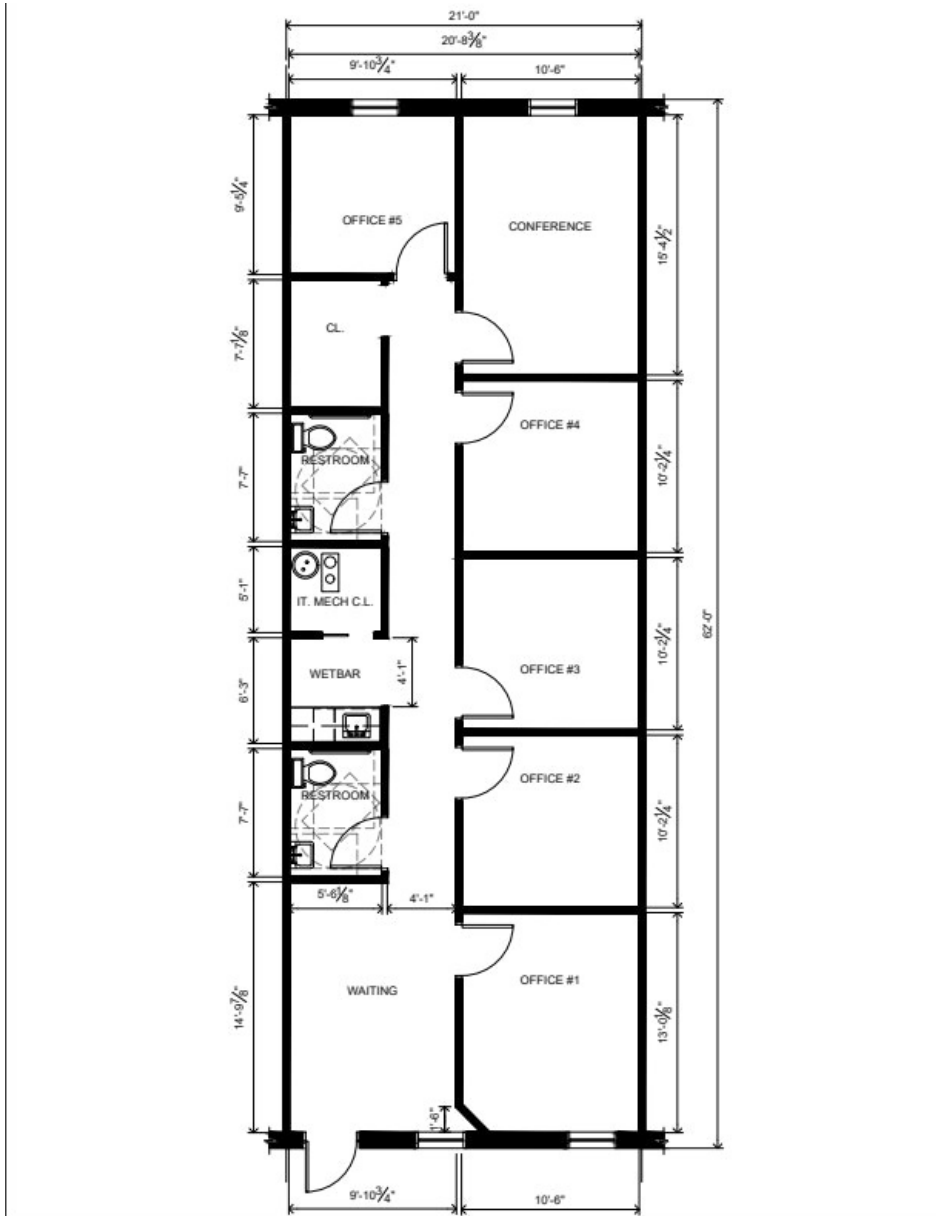 21'-0"
20'-8⅜"
9'-10¾"
10'-6"
9'-5¼"
OFFICE #5
CONFERENCE
15'-4½"
7'-7⅛"
CL.
OFFICE #4
10'-2¼"
7'-7"
RESTROOM
5'-1"
IT. MECH C.L.
10'-2¼"
62'-0"
6'-3"
WETBAR
4'-1"
OFFICE #3
7'-7"
RESTROOM
OFFICE #2
10'-2¼"
5'-6⅛"
4'-1"
14'-9⅞"
WAITING
OFFICE #1
13'-0⅛"
1'-6"
9'-10¾"
10'-6"